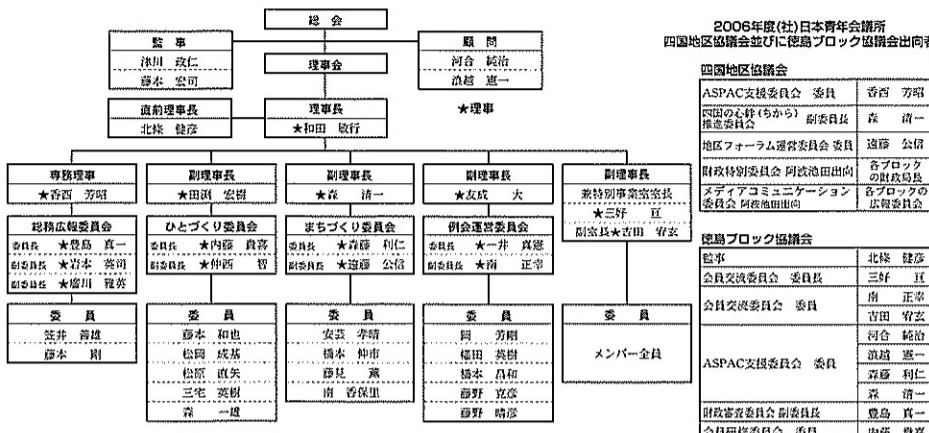 総 会
監 事
津川 政仁
藤本 宏司
顧 問
河合 純治
浪越 憲一
理事会
直前理事長
北條 健彦
理事長
★和田 敏行
★理事
専務理事
★香西 芳昭
副理事長
★田渕 宏樹
副理事長
★森 清一
副理事長
★友成 大
副理事長
兼特別事業室室長
★三好 亘
副室長★吉田 宥玄
総務広報委員会
委員長 ★豊島 真一
副委員長 ★岩本 英司
副委員長 ★廣川 雅英
ひとづくり委員会
委員長 ★内藤 貴喜
副委員長 ★仲西 智
まちづくり委員会
委員長 ★森藤 利仁
副委員長 ★遠藤 公信
例会運営委員会
委員長 ★一井 真憲
副委員長 ★南 正幸
委 員
笠井 善雄
藤本 剛
委 員
藤本 和也
松岡 成基
松原 直矢
三宅 英樹
森 一雄
委 員
安芸 孝晴
橋本 仲市
藤見 薫
南 香保里
委 員
岡 芳剛
福田 英樹
橋本 昌和
藤野 克彦
藤野 晴彦
委 員
メンバー全員
2006年度(社)日本青年会議所
四国地区協議会並びに徳島ブロック協議会出向者
四国地区協議会
ASPAC支援委員会 委員 香西 芳昭
四国の心絆(ちから)推進委員会 副委員長 森 清一
地区フォーラム運営委員会 委員 遠藤 公信
財政特別委員会 阿波池田出向 各ブロックの財政局長
メディアコミュニケーション委員会 阿波池田出向 各ブロックの広報委員会
徳島ブロック協議会
監事 北條 健彦
会員交流委員会 委員長 三好 亘
会員交流委員会 委員 南 正幸
吉田 宥玄
ASPAC支援委員会 委員 河合 純治
浪越 憲一
森藤 利仁
森 清一
財政審査委員会 副委員長 豊島 真一
会員研修委員会 委員 内藤 貴喜